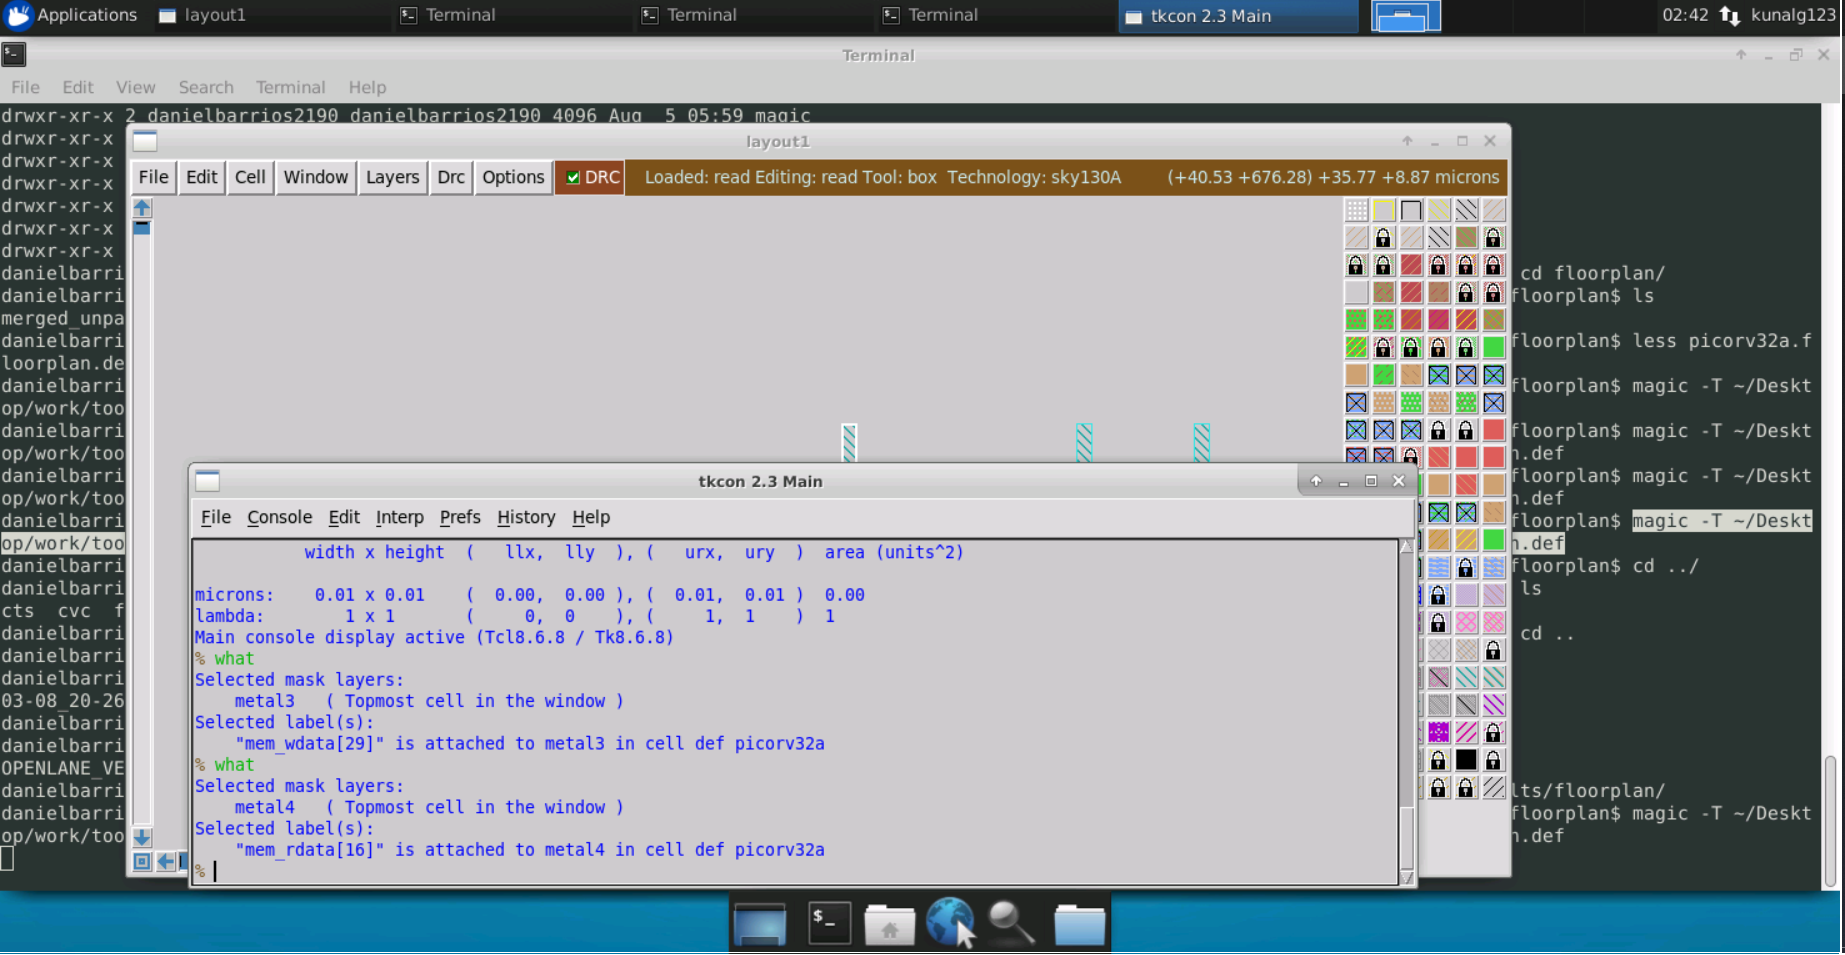 Applications layout1 Terminal Terminal Terminal tkcon 2.3 Main 02:42 kunalg123
Terminal
File Edit View Search Terminal Help
drwxr-xr-x 2 danielbarrios2190 danielbarrios2190 4096 Aug 5 05:59 magic
drwxr-xr-x
drwxr-xr-x
drwxr-xr-x
drwxr-xr-x
drwxr-xr-x
drwxr-xr-x
danielbarri cd floorplan/
danielbarri floorplan$ ls
merged_unpa
danielbarri floorplan$ less picorv32a.f
loorplan.de
danielbarri floorplan$ magic -T ~/Deskt
op/work/too
danielbarri floorplan$ magic -T ~/Deskt
op/work/too n.def
danielbarri floorplan$ magic -T ~/Deskt
op/work/too n.def
danielbarri floorplan$ magic -T ~/Deskt
op/work/too n.def
danielbarri floorplan$ cd ../
danielbarri ls
cts cvc f
danielbarri cd ..
danielbarri
danielbarri
03-08_20-26
danielbarri
danielbarri
OPENLANE_VE
danielbarri lts/floorplan/
danielbarri floorplan$ magic -T ~/Deskt
op/work/too n.def
layout1
File Edit Cell Window Layers Drc Options DRC Loaded: read Editing: read Tool: box Technology: sky130A (+40.53 +676.28) +35.77 +8.87 microns
tkcon 2.3 Main
File Console Edit Interp Prefs History Help
width x height ( llx, lly ), ( urx, ury ) area (units^2)
microns: 0.01 x 0.01 ( 0.00, 0.00 ), ( 0.01, 0.01 ) 0.00
lambda: 1 x 1 ( 0, 0 ), ( 1, 1 ) 1
Main console display active (Tcl8.6.8 / Tk8.6.8)
% what
Selected mask layers:
metal3 ( Topmost cell in the window )
Selected label(s):
"mem_wdata[29]" is attached to metal3 in cell def picorv32a
% what
Selected mask layers:
metal4 ( Topmost cell in the window )
Selected label(s):
"mem_rdata[16]" is attached to metal4 in cell def picorv32a
%